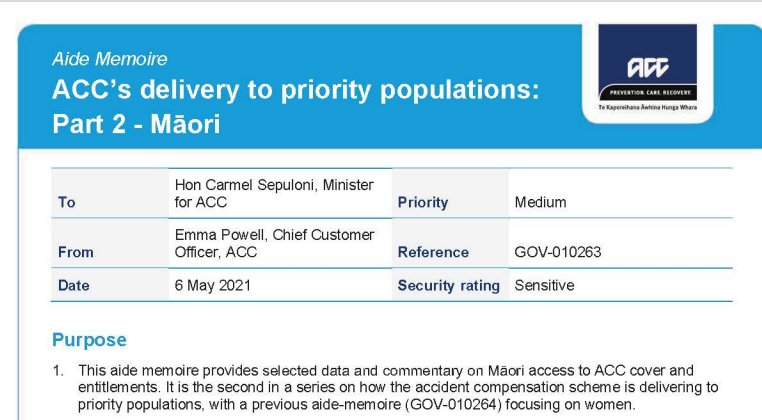 Aide Memoire
ACC's delivery to priority populations:
Part 2 - Māori
ACC
PREVENTION. CARE. RECOVERY.
Te Kaporeihana Āwhina Hunga Whara
To
Hon Carmel Sepuloni, Minister
for ACC
Priority
Medium
From
Emma Powell, Chief Customer
Officer, ACC
Reference
GOV-010263
Date
6 May 2021
Security rating
Sensitive
Purpose
1. This aide memoire provides selected data and commentary on Māori access to ACC cover and
entitlements. It is the second in a series on how the accident compensation scheme is delivering to
priority populations, with a previous aide-memoire (GOV-010264) focusing on women.